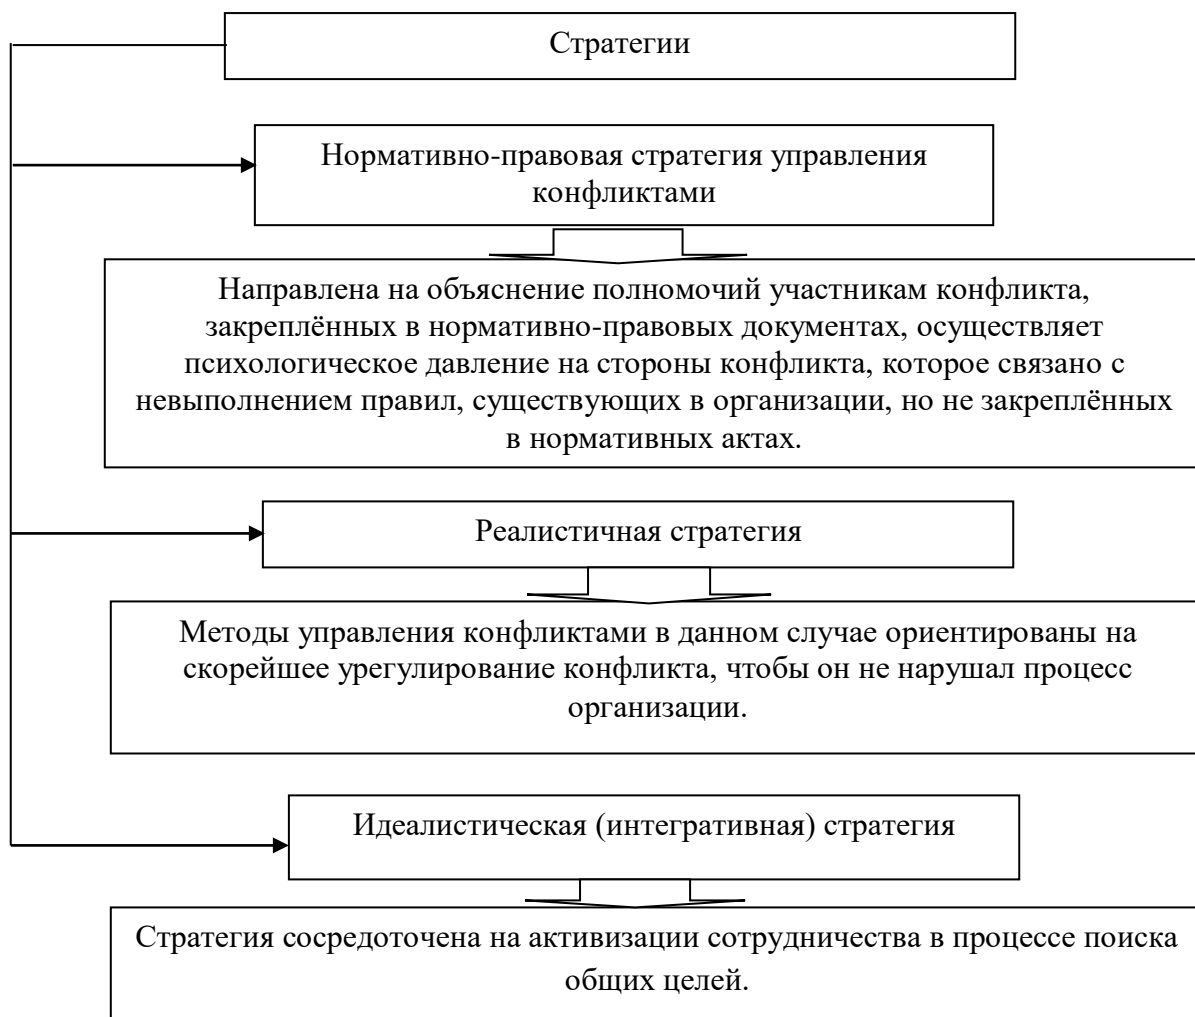 Стратегии
Нормативно-правовая стратегия управления
конфликтами
Направлена на объяснение полномочий участникам конфликта,
закреплённых в нормативно-правовых документах, осуществляет
психологическое давление на стороны конфликта, которое связано с
невыполнением правил, существующих в организации, но не закреплённых
в нормативных актах.
Реалистичная стратегия
Методы управления конфликтами в данном случае ориентированы на
скорейшее урегулирование конфликта, чтобы он не нарушал процесс
организации.
Идеалистическая (интегративная) стратегия
Стратегия сосредоточена на активизации сотрудничества в процессе поиска
общих целей.